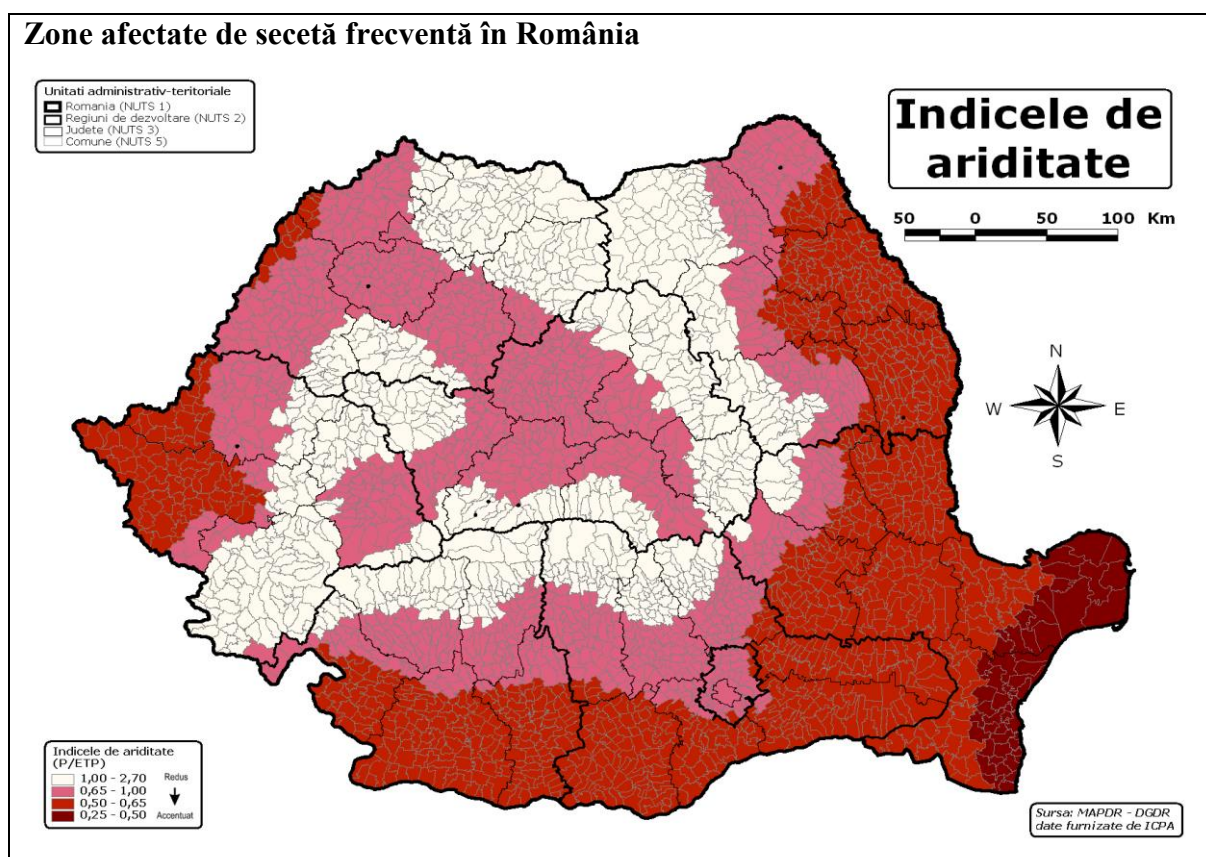 Zone afectate de secetă frecventă în România
Unitati administrativ-teritoriale
Romania (NUTS 1)
Regiuni de dezvoltare (NUTS 2)
Judete (NUTS 3)
Comune (NUTS 5)
Indicele de
ariditate
50 0 50 100 Km
N
W E
S
Indicele de ariditate
(P/ETP)
1,00 - 2,70 Redus
0,65 - 1,00
0,50 - 0,65
0,25 - 0,50 Accentuat
Sursa: MAPDR - DGDR
date furnizate de ICPA